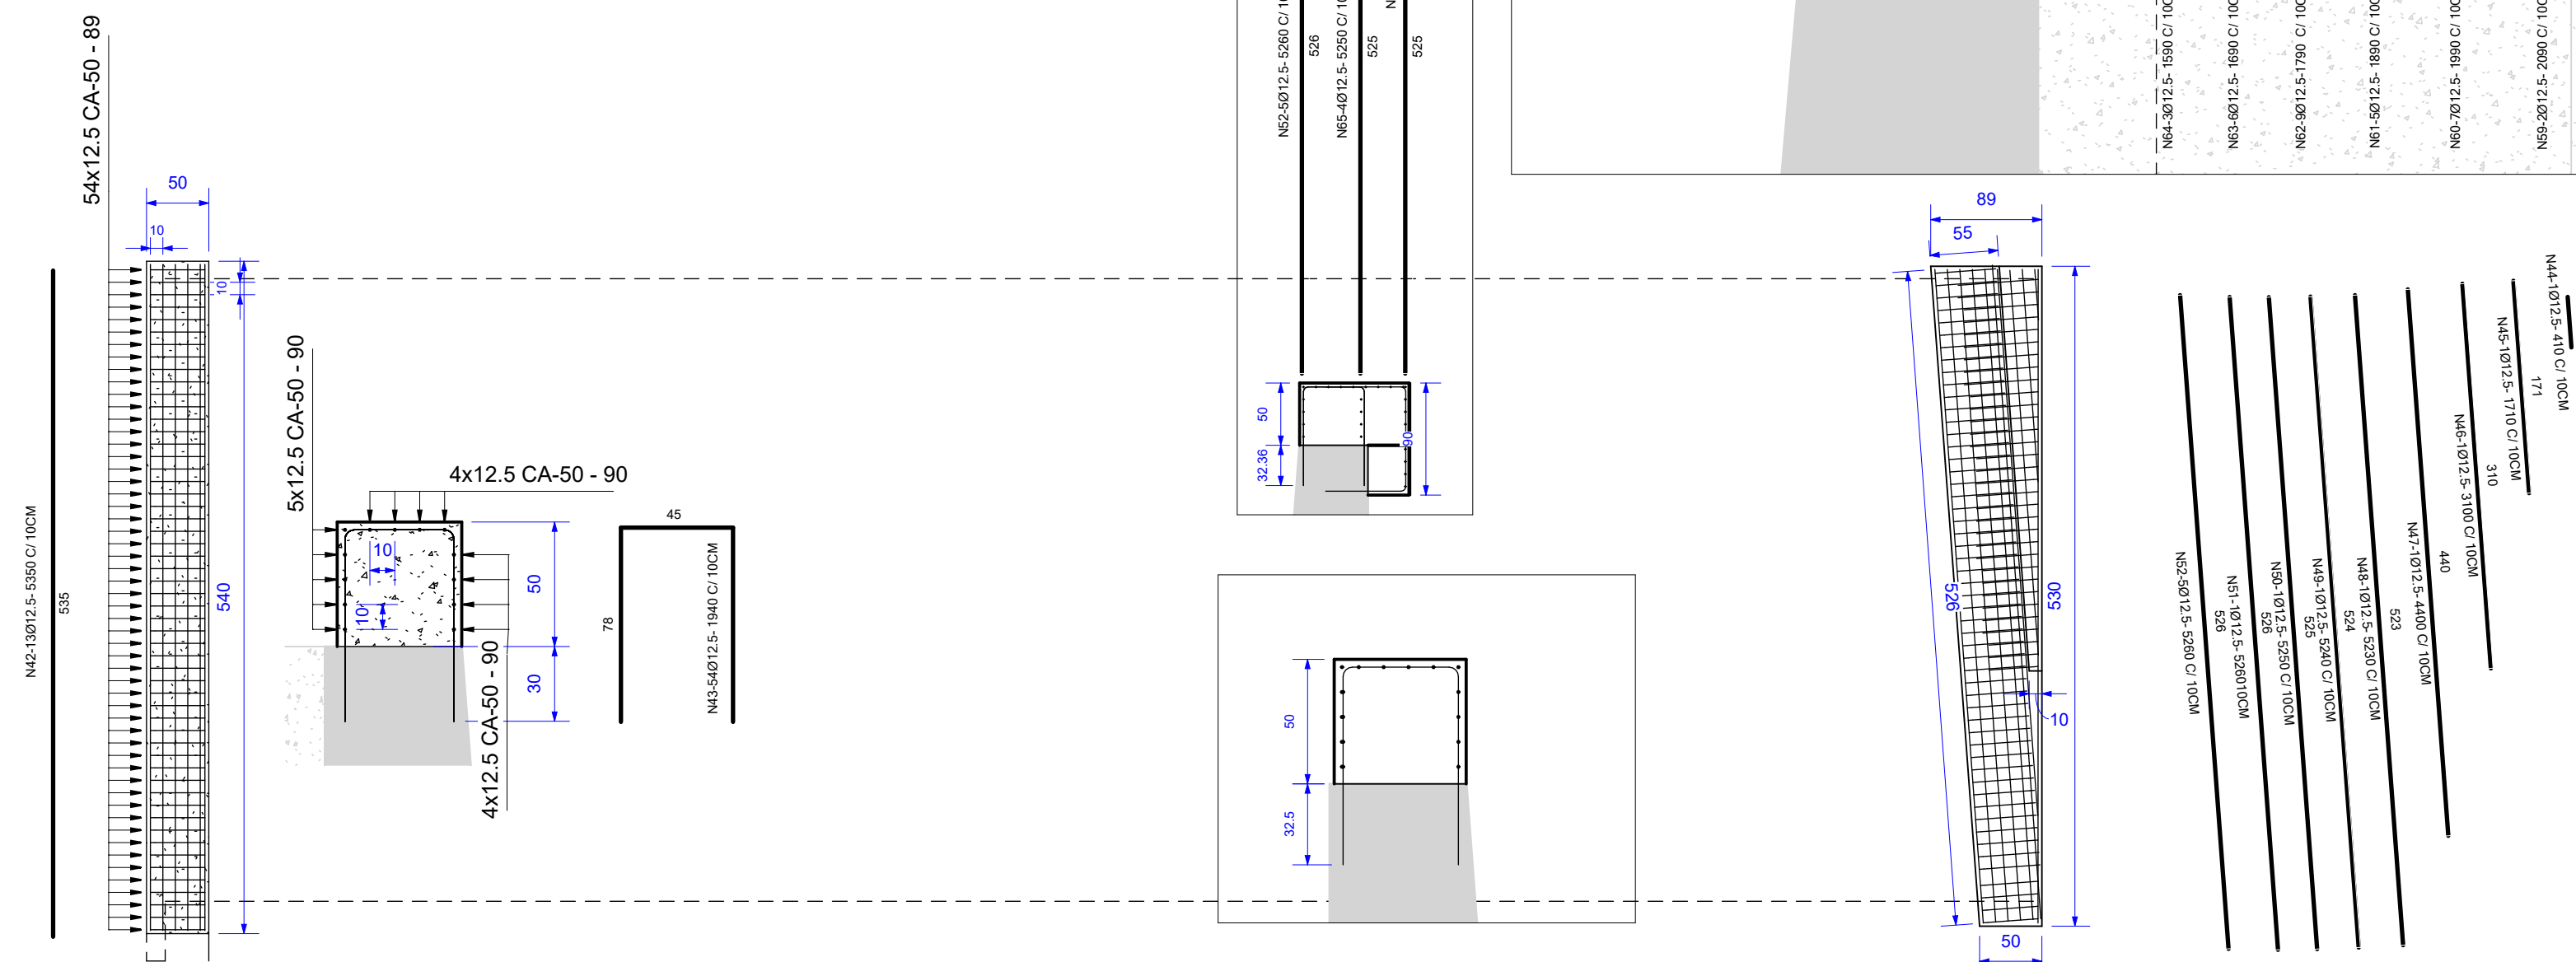 54x12.5 CA-50 - 89
50
10
10
540
N42-13Ø12.5- 5350 C/ 10CM
535
5x12.5 CA-50 - 90
4x12.5 CA-50 - 90
10
10
50
30
4x12.5 CA-50 - 90
45
78
N43-54Ø12.5- 1940 C/ 10CM
526
525
525
50
32.36
90
50
32.5
N64-3Ø12.5- 1590 C/ 10C
N63-6Ø12.5- 1690 C/ 10C
N62-9Ø12.5-1790 C/ 10C
N61-5Ø12.5- 1890 C/ 10C
N60-7Ø12.5- 1990 C/ 10C
N59-2Ø12.5- 2090 C/ 10C
N52-5Ø12.5- 5260 C/ 10
N65-4Ø12.5- 5250 C/ 10
N
89
55
526
530
10
50
N52-5Ø12.5- 5260 C/ 10CM
526
N51-1Ø12.5- 526010CM
526
N50-1Ø12.5- 5250 C/ 10CM
525
N49-1Ø12.5- 5240 C/ 10CM
524
N48-1Ø12.5- 5230 C/ 10CM
523
N47-1Ø12.5- 4400 C/ 10CM
440
N46-1Ø12.5- 3100 C/ 10CM
310
N45-1Ø12.5- 1710 C/ 10CM
171
N44-1Ø12.5- 410 C/ 10CM